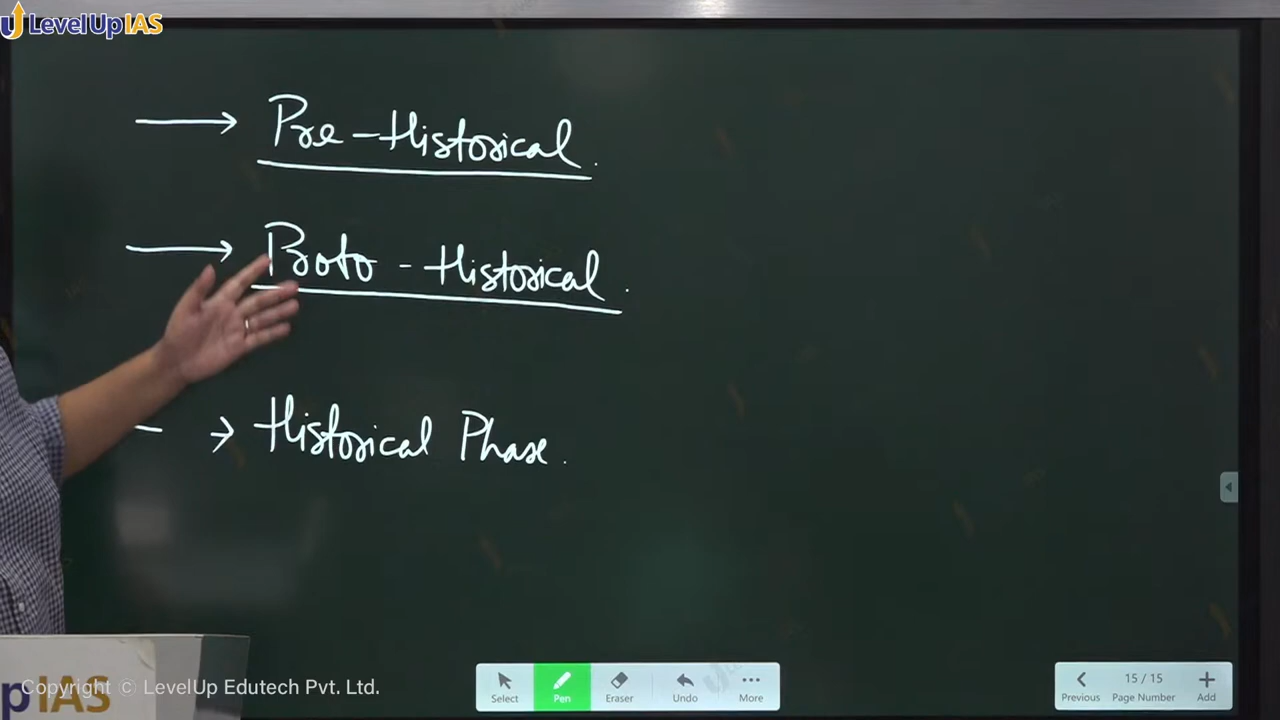 LevelUp IAS
→ Pre-Historical.
→ Proto - Historical.
→ Historical Phase.
pIAS
Copyright © LevelUp Edutech Pvt. Ltd.
Select Pen Eraser Undo More
Previous 15 / 15 Page Number Add